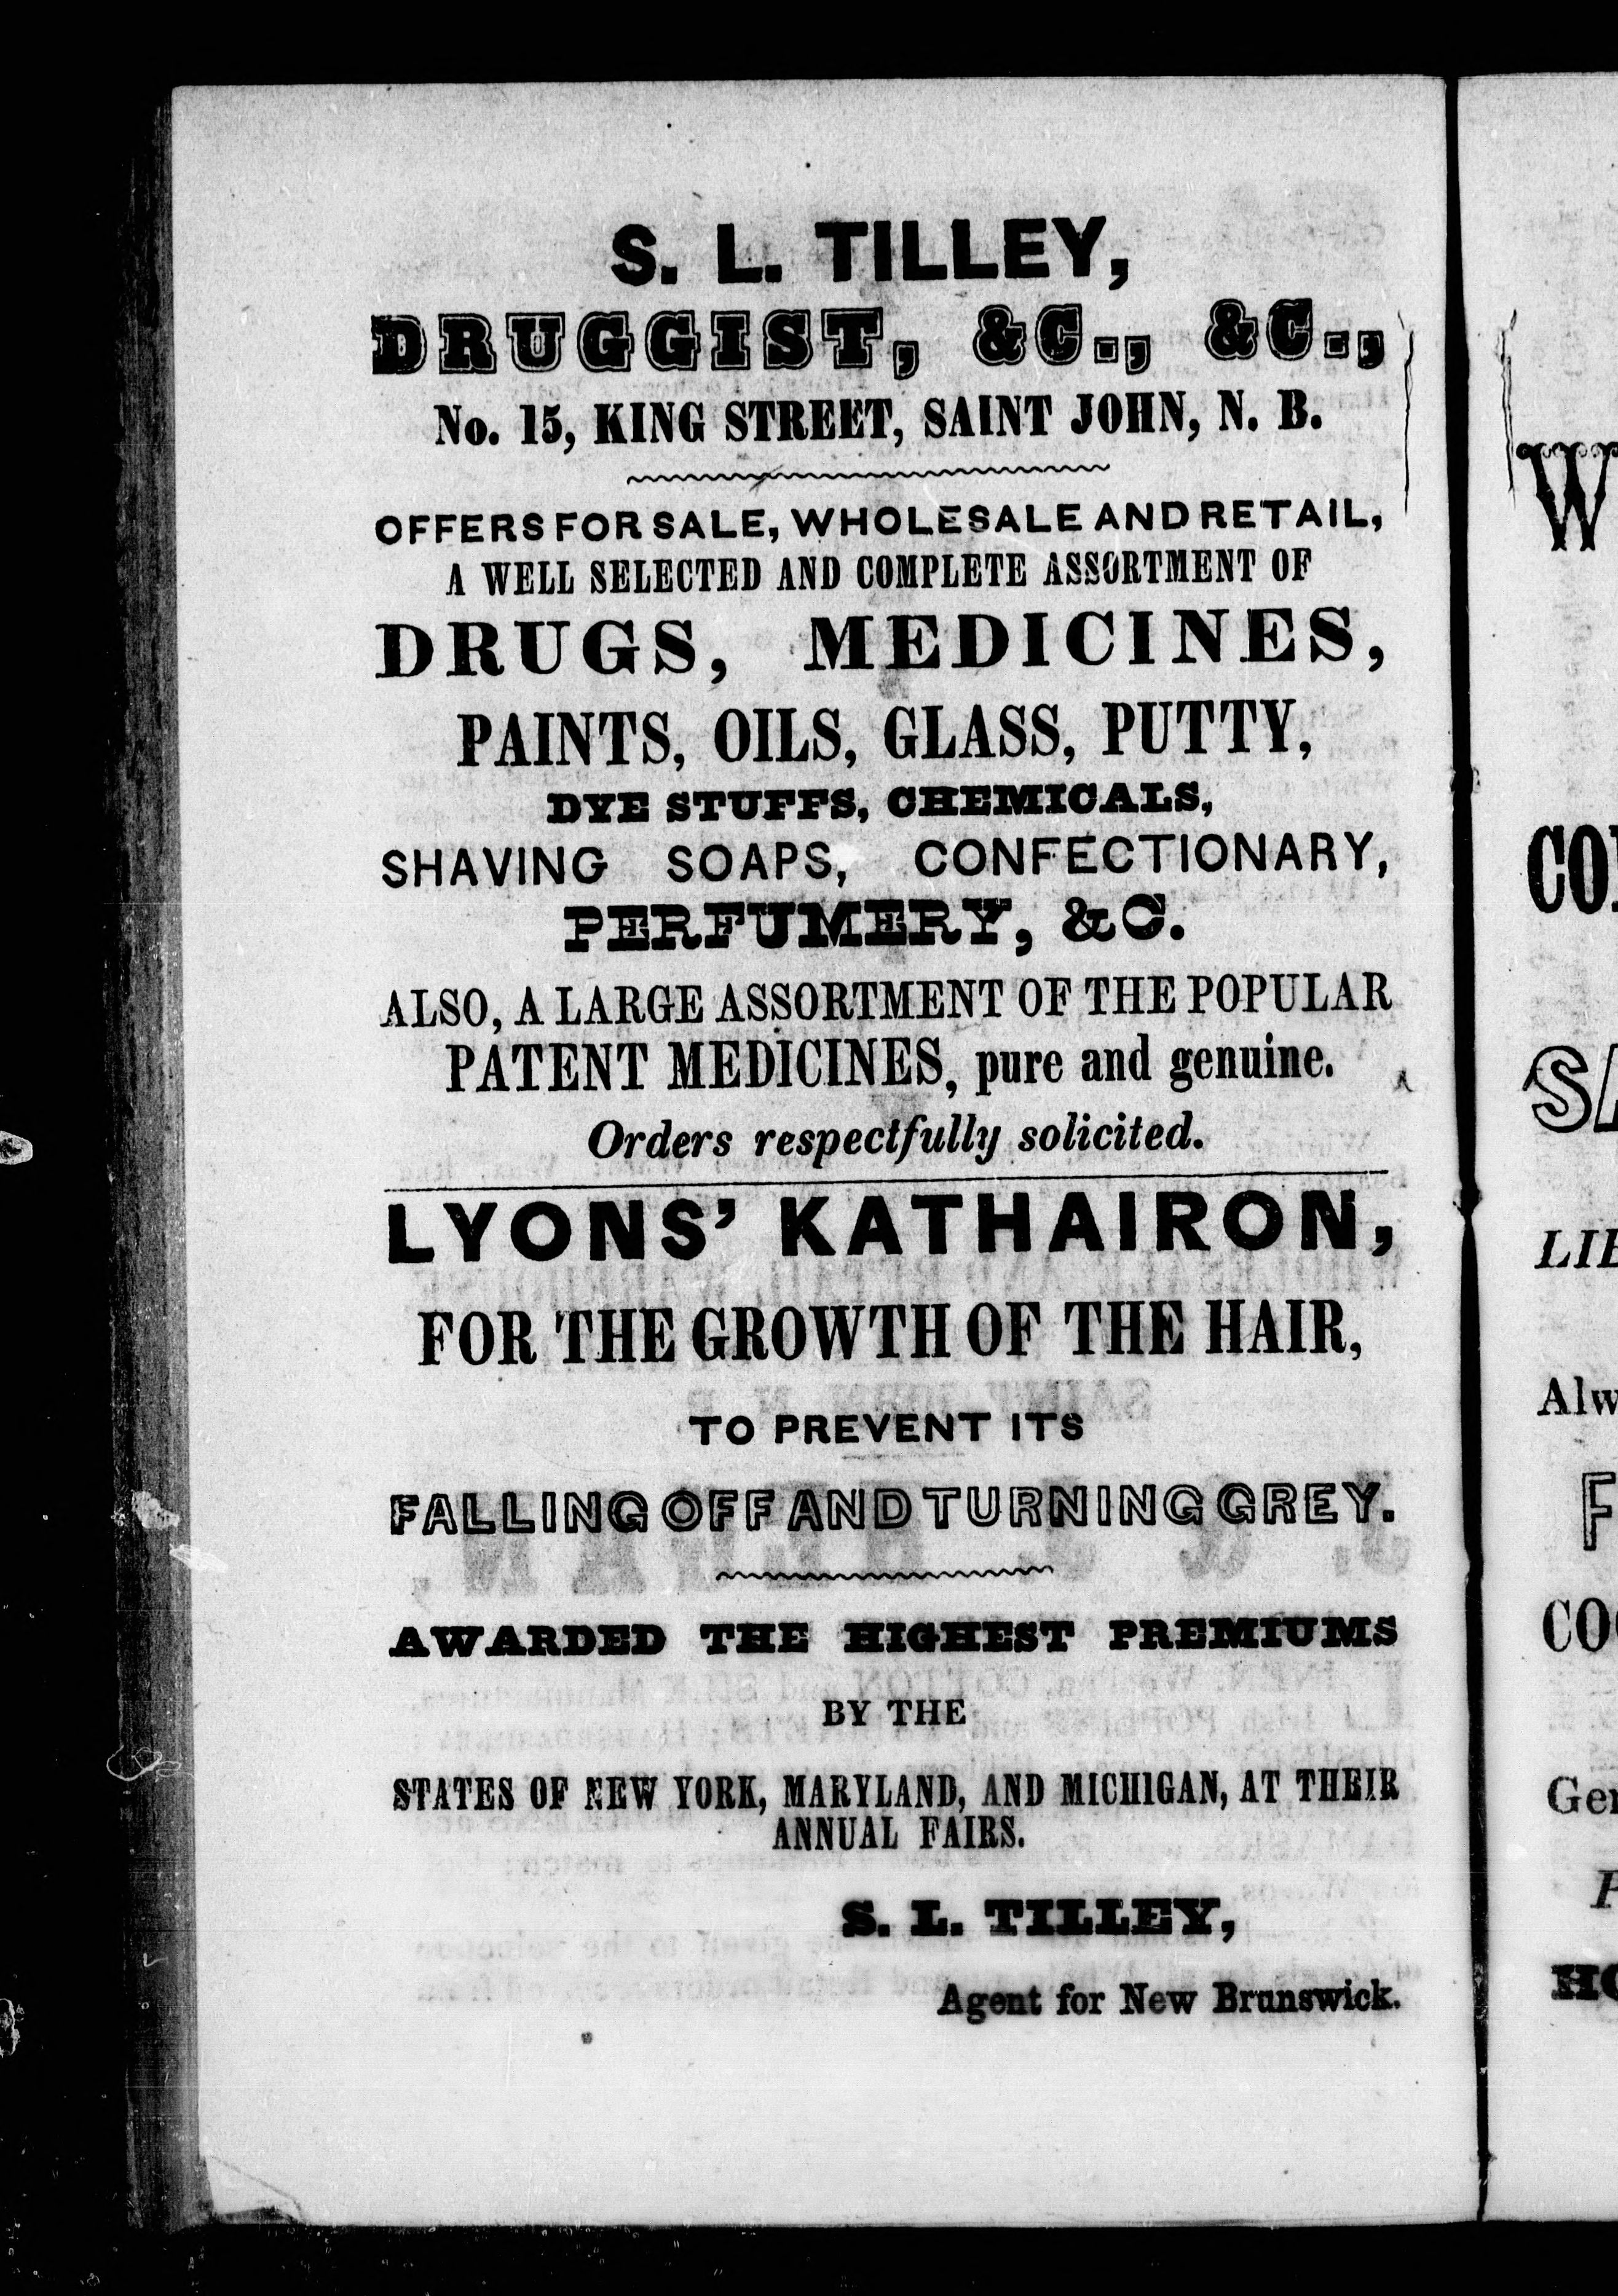 S. L. TILLEY,
DRUGGIST, &C., &C.,
No. 15, KING STREET, SAINT JOHN, N. B.
OFFERS FOR SALE, WHOLESALE AND RETAIL,
A WELL SELECTED AND COMPLETE ASSORTMENT OF
DRUGS, MEDICINES,
PAINTS, OILS, GLASS, PUTTY,
DYE STUFFS, CHEMICALS,
SHAVING SOAPS, CONFECTIONARY,
PERFUMERY, &C.
ALSO, A LARGE ASSORTMENT OF THE POPULAR
PATENT MEDICINES, pure and genuine.
Orders respectfully solicited.
LYONS' KATHAIRON,
FOR THE GROWTH OF THE HAIR,
TO PREVENT ITS
FALLING OFF AND TURNING GREY.
AWARDED THE HIGHEST PREMIUMS
BY THE
STATES OF NEW YORK, MARYLAND, AND MICHIGAN, AT THEIR
ANNUAL FAIRS.
S. L. TILLEY,
Agent for New Brunswick.